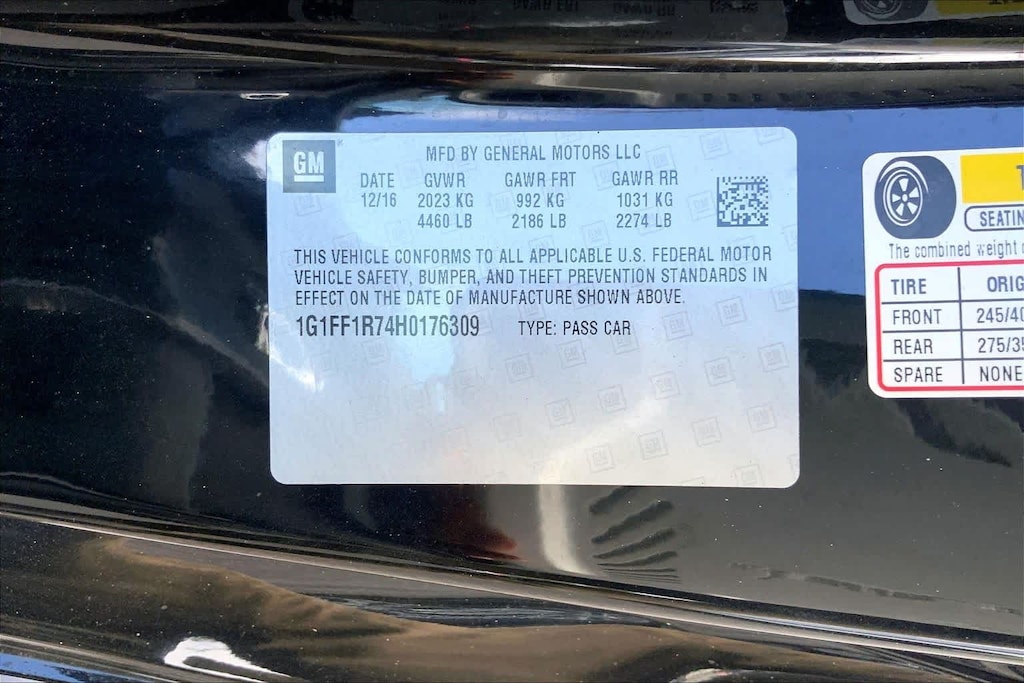 GM
MFD BY GENERAL MOTORS LLC
DATE GVWR GAWR FRT GAWR RR
12/16 2023 KG 992 KG 1031 KG
4460 LB 2186 LB 2274 LB
THIS VEHICLE CONFORMS TO ALL APPLICABLE U.S. FEDERAL MOTOR
VEHICLE SAFETY, BUMPER, AND THEFT PREVENTION STANDARDS IN
EFFECT ON THE DATE OF MANUFACTURE SHOWN ABOVE.
1G1FF1R74H0176309 TYPE: PASS CAR
The combined weight
TIRE
FRONT 245/40
REAR 275/35
SPARE NONE